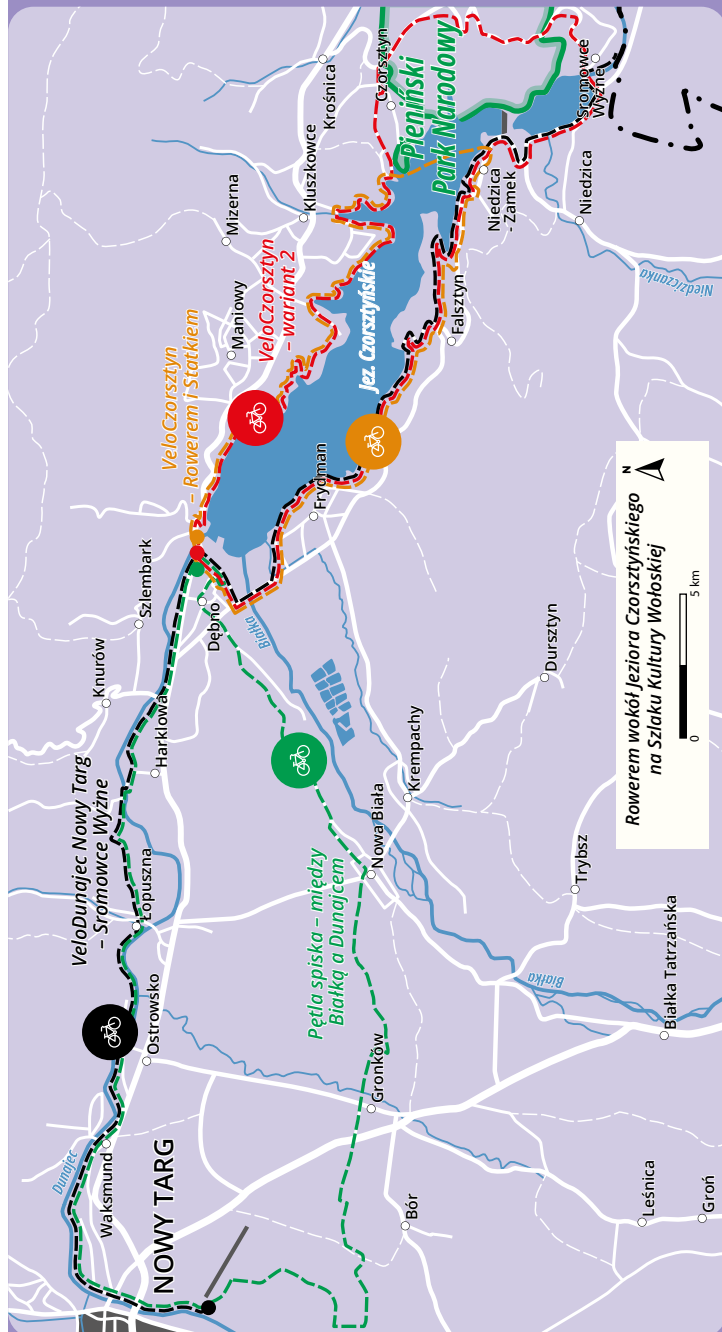 NOWY TARG
Dunajec
Waksmund
Ostrowsko
VeloDunajec Nowy Targ
– Sromowce Wyżne
Łopuszna
Harklowa
Knurów
Szlembark
Dębno
Białka
VeloCzorsztyn
– Rowerem i Statkiem
VeloCzorsztyn
– wariant 2
Maniowy
Mizerna
Kluszkowce
Krośnica
Czorsztyn
Pieniński
Park Narodowy
Sromowce
Wyżne
Niedzica
- Zamek
Niedzica
Niedziczanka
Jez. Czorsztyńskie
Falsztyn
Frydman
Dursztyn
Krempachy
Nowa Biała
Pętla spiska – między
Białką a Dunajcem
Gronków
Bór
Leśnica
Groń
Białka
Białka Tatrzańska
Trybsz
Rowerem wokół Jeziora Czorsztyńskiego
na Szlaku Kultury Wołoskiej
N
0
5 km